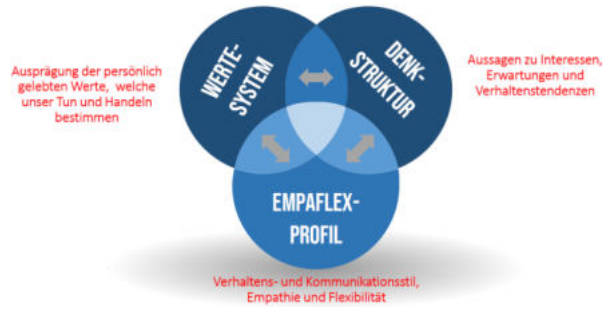 WERTE-
SYSTEM
DENK-
STRUKTUR
Ausprägung der persönlich
gelebten Werte, welche
unser Tun und Handeln
bestimmen
Aussagen zu Interessen,
Erwartungen und
Verhaltenstendenzen
EMPAFLEX-
PROFIL
Verhaltens- und Kommunikationsstil,
Empathie und Flexibilität